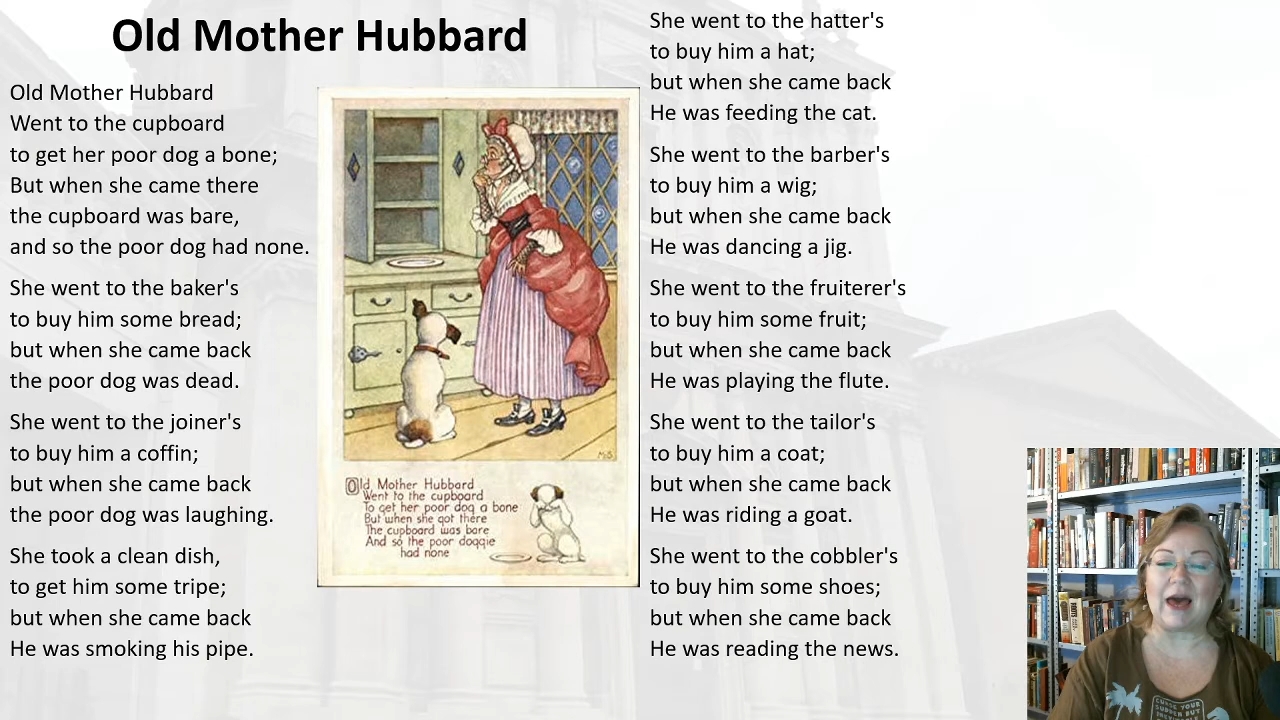 Old Mother Hubbard
Old Mother Hubbard
Went to the cupboard
to get her poor dog a bone;
But when she came there
the cupboard was bare,
and so the poor dog had none.
She went to the baker's
to buy him some bread;
but when she came back
the poor dog was dead.
She went to the joiner's
to buy him a coffin;
but when she came back
the poor dog was laughing.
She took a clean dish,
to get him some tripe;
but when she came back
He was smoking his pipe.
Old Mother Hubbard
Went to the cupboard
To get her poor dog a bone
But when she got there
The cupboard was bare
And so the poor doggie
had none
She went to the hatter's
to buy him a hat;
but when she came back
He was feeding the cat.
She went to the barber's
to buy him a wig;
but when she came back
He was dancing a jig.
She went to the fruiterer's
to buy him some fruit;
but when she came back
He was playing the flute.
She went to the tailor's
to buy him a coat;
but when she came back
He was riding a goat.
She went to the cobbler's
to buy him some shoes;
but when she came back
He was reading the news.